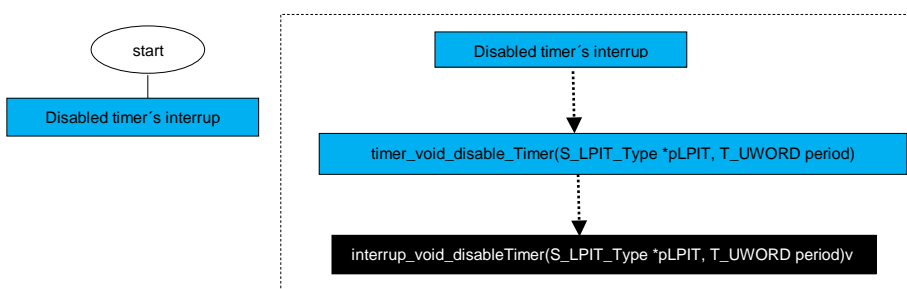 start
Disabled timer´s interrup
Disabled timer´s interrup
timer_void_disable_Timer(S_LPIT_Type *pLPIT, T_UWORD period)
interrup_void_disableTimer(S_LPIT_Type *pLPIT, T_UWORD period)v